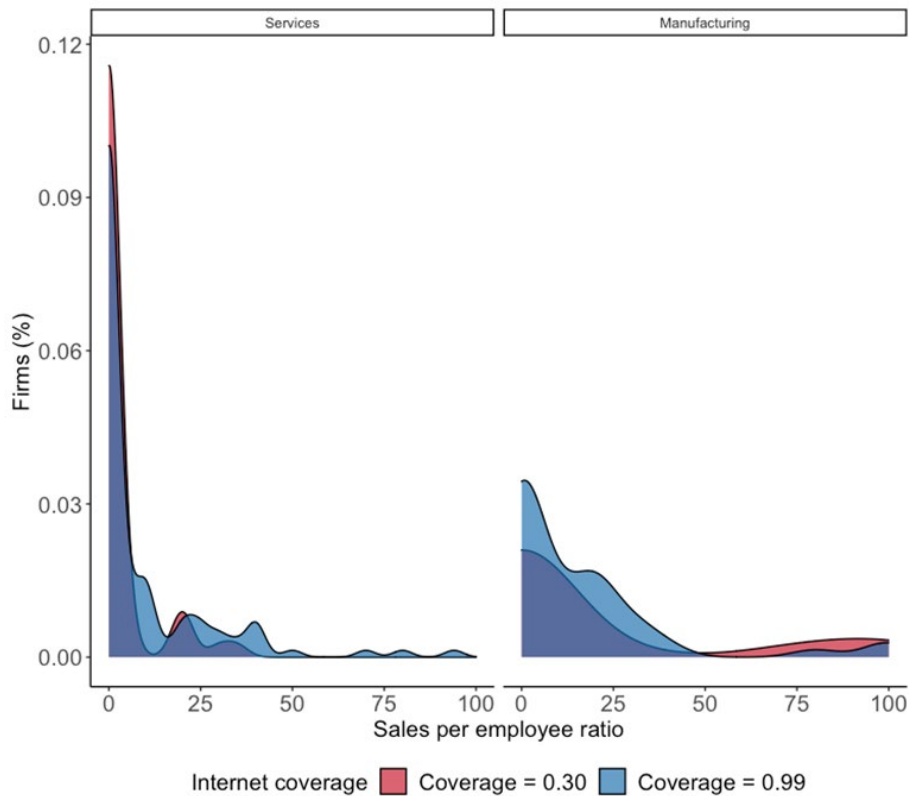 Services Manufacturing
0.12
0.09
0.06
0.03
0.00
Firms (%)
0 25 50 75 100 0 25 50 75 100
Sales per employee ratio
Internet coverage Coverage = 0.30 Coverage = 0.99